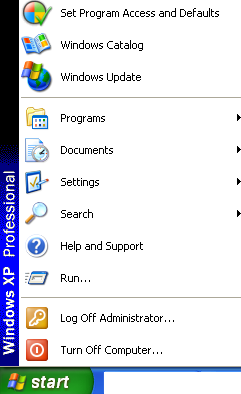 Set Program Access and Defaults
Windows Catalog
Windows Update
Programs
Documents
Settings
Search
Help and Support
Run...
Log Off Administrator...
Turn Off Computer...
Windows XP Professional
start